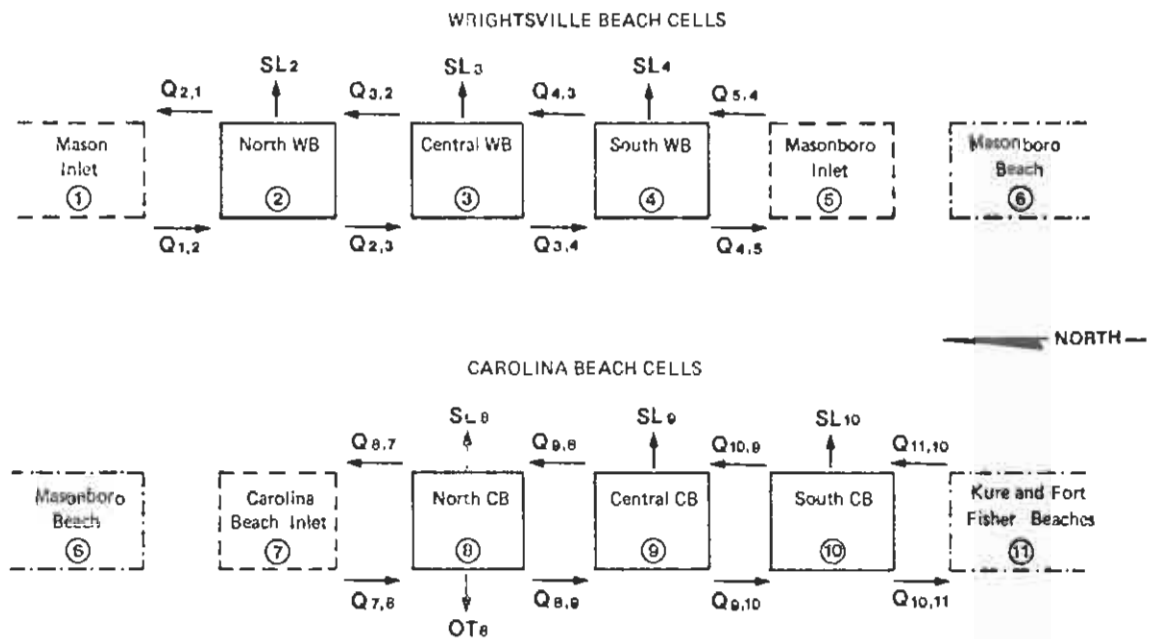 WRIGHTSVILLE BEACH CELLS
SL2 SL3 SL4
Q2,1 Q3,2 Q4,3 Q5,4
Mason Inlet 1
North WB 2
Central WB 3
South WB 4
Masonboro Inlet 5
Masonboro Beach 6
Q1,2 Q2,3 Q3,4 Q4,5
NORTH
CAROLINA BEACH CELLS
SL8 SL9 SL10
Q8,7 Q9,8 Q10,9 Q11,10
Masonboro Beach 6
Carolina Beach Inlet 7
North CB 8
Central CB 9
South CB 10
Kure and Fort Fisher Beaches 11
Q7,8 Q8,9 Q9,10 Q10,11
OT8